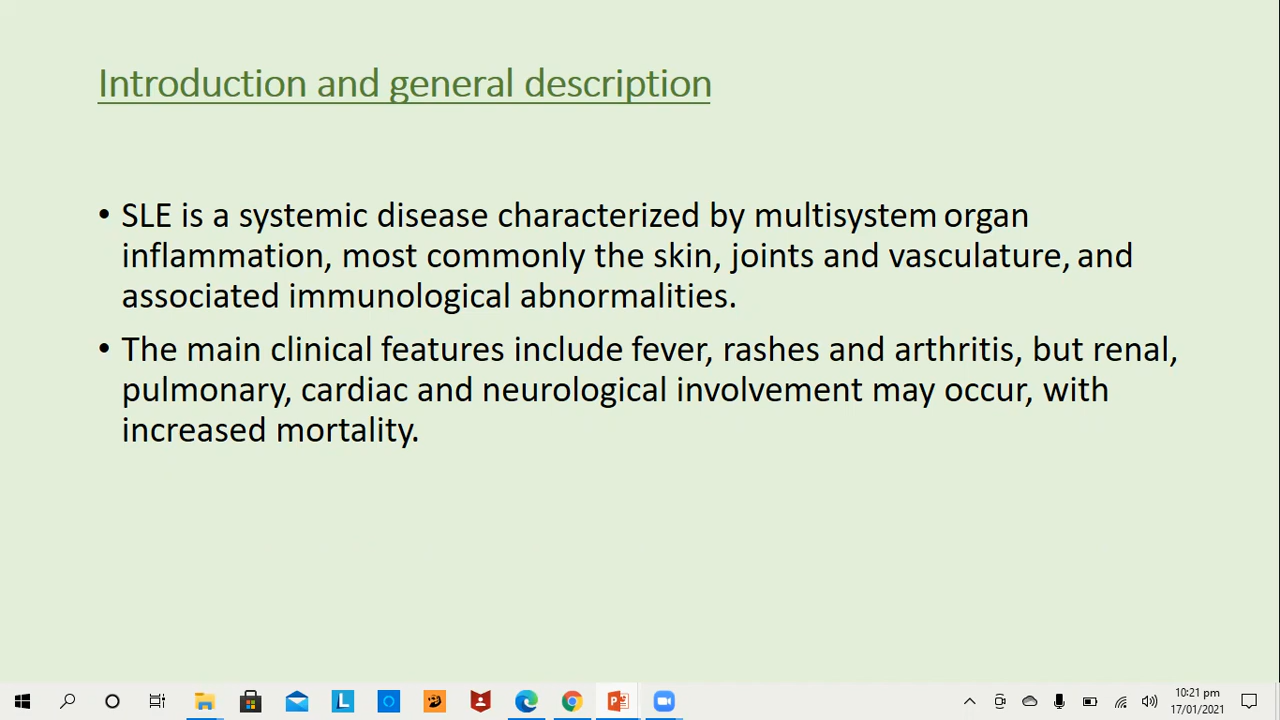 Introduction and general description
• SLE is a systemic disease characterized by multisystem organ
inflammation, most commonly the skin, joints and vasculature, and
associated immunological abnormalities.
• The main clinical features include fever, rashes and arthritis, but renal,
pulmonary, cardiac and neurological involvement may occur, with
increased mortality.
L
10:21 pm
17/01/2021